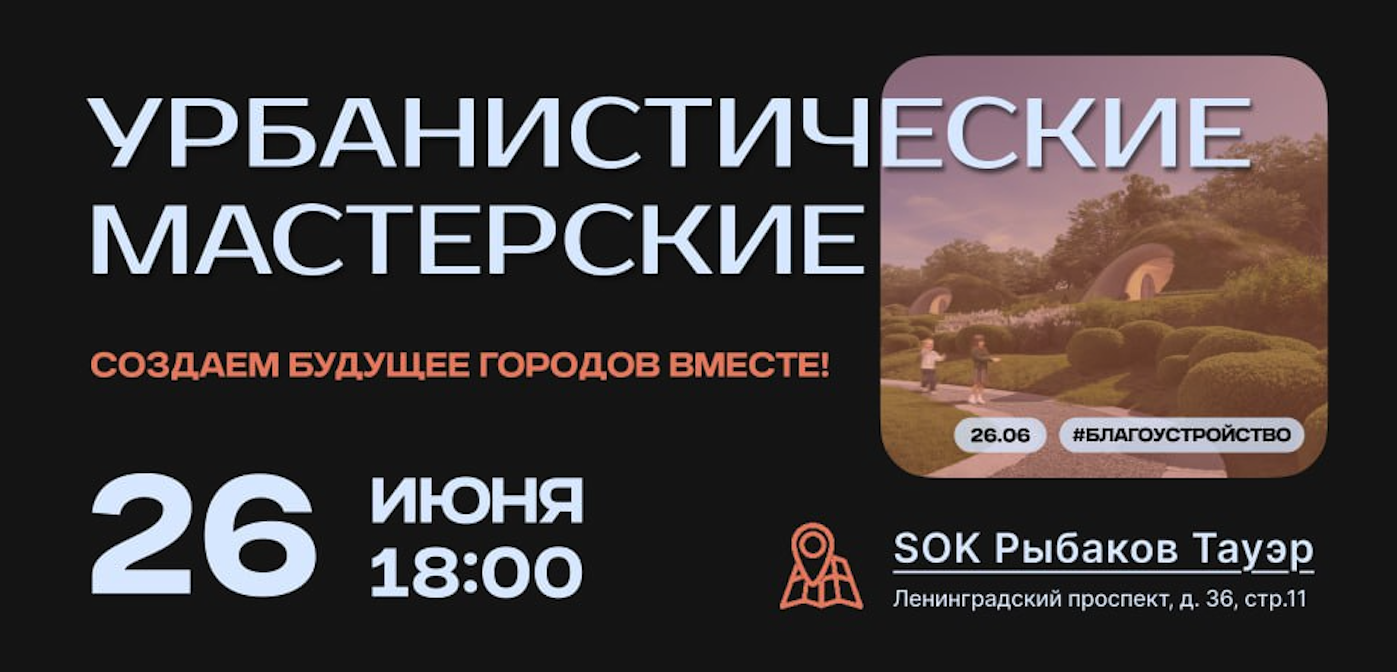 УРБАНИСТИЧЕСКИЕ
МАСТЕРСКИЕ
СОЗДАЕМ БУДУЩЕЕ ГОРОДОВ ВМЕСТЕ!
26.06 #БЛАГОУСТРОЙСТВО
26 ИЮНЯ
18:00
SOK Рыбаков Тауэр
Ленинградский проспект, д. 36, стр.11